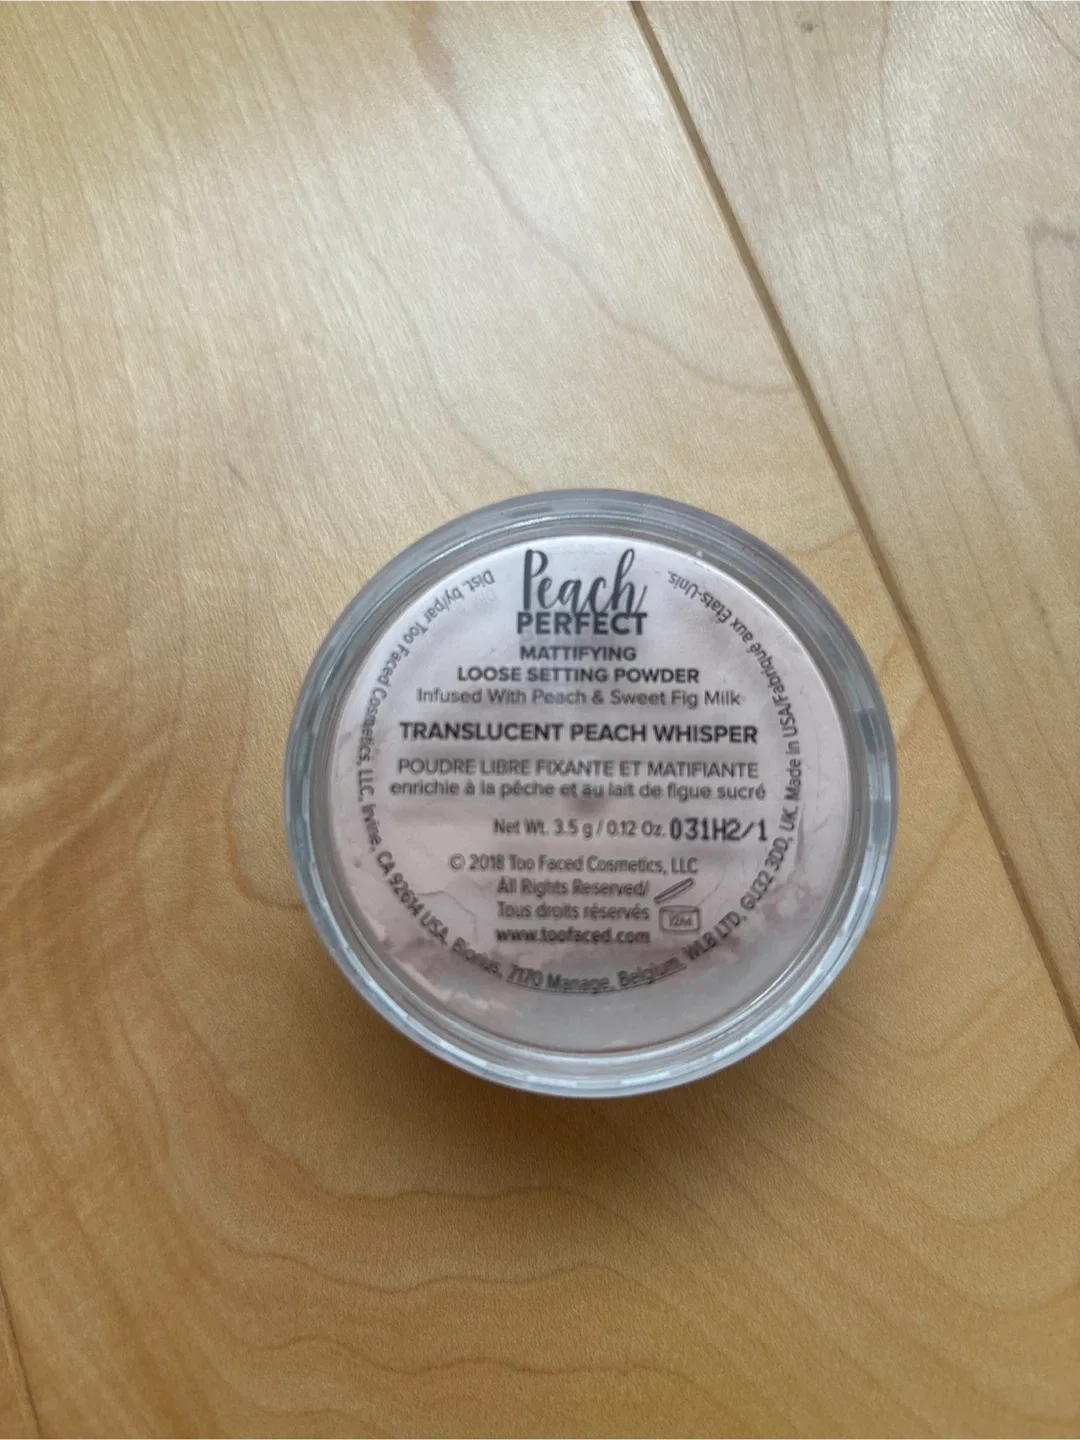 Peach
PERFECT
MATTIFYING
LOOSE SETTING POWDER
Infused With Peach & Sweet Fig Milk
TRANSLUCENT PEACH WHISPER
POUDRE LIBRE FIXANTE ET MATIFIANTE
enrichie à la pêche et au lait de figue sucré
Net Wt. 3.5 g / 0.12 Oz. 031H2/1
© 2018 Too Faced Cosmetics, LLC
All Rights Reserved/
Tous droits réservés
12M
www.toofaced.com
Dist. by/par Too Faced Cosmetics, LLC. Irvine, CA 92614 USA. Bionus, 7170 Manage, Belgium. WLB LTD, GU32 3DD, UK. Made in USA/Fabriqué aux États-Unis.